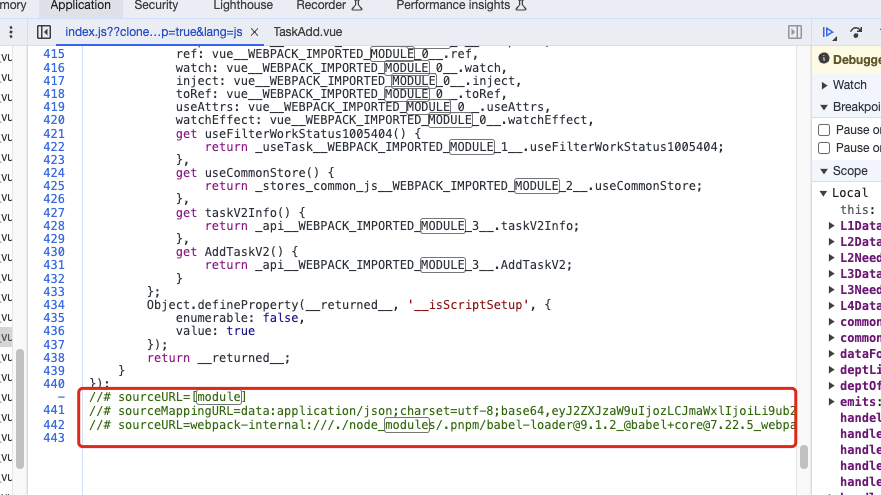 mory Application Security Lighthouse Recorder Performance insights
index.js??clone…p=true&lang=js × TaskAdd.vue
415 ref: vue__WEBPACK_IMPORTED_MODULE_0__.ref,
416 watch: vue__WEBPACK_IMPORTED_MODULE_0__.watch,
417 inject: vue__WEBPACK_IMPORTED_MODULE_0__.inject,
418 toRef: vue__WEBPACK_IMPORTED_MODULE_0__.toRef,
419 useAttrs: vue__WEBPACK_IMPORTED_MODULE_0__.useAttrs,
420 watchEffect: vue__WEBPACK_IMPORTED_MODULE_0__.watchEffect,
421 get useFilterWorkStatus1005404() {
422 return _useTask__WEBPACK_IMPORTED_MODULE_1__.useFilterWorkStatus1005404;
423 },
424 get useCommonStore() {
425 return _stores_common_js__WEBPACK_IMPORTED_MODULE_2__.useCommonStore;
426 },
427 get taskV2Info() {
428 return _api__WEBPACK_IMPORTED_MODULE_3__.taskV2Info;
429 },
430 get AddTaskV2() {
431 return _api__WEBPACK_IMPORTED_MODULE_3__.AddTaskV2;
432 }
433 };
434 Object.defineProperty(__returned__, '__isScriptSetup', {
435 enumerable: false,
436 value: true
437 });
438 return __returned__;
439 }
440 });
– //# sourceURL=[module]
441 //# sourceMappingURL=data:application/json;charset=utf-8;base64,eyJ2ZXJzaW9uIjozLCJmaWxlIjoiLi9ub2
442 //# sourceURL=webpack-internal:///./node_modules/.pnpm/babel-loader@9.1.2_@babel+core@7.22.5_webpa
443
Debugge
Watch
Breakpoi
Pause o
Pause o
Scope
Local
this:
L1Data
L2Data
L2Need
L3Data
L3Need
L4Data
common
common
dataFo
deptLi
deptOf
emits:
handel
handle
handle
handle
handle